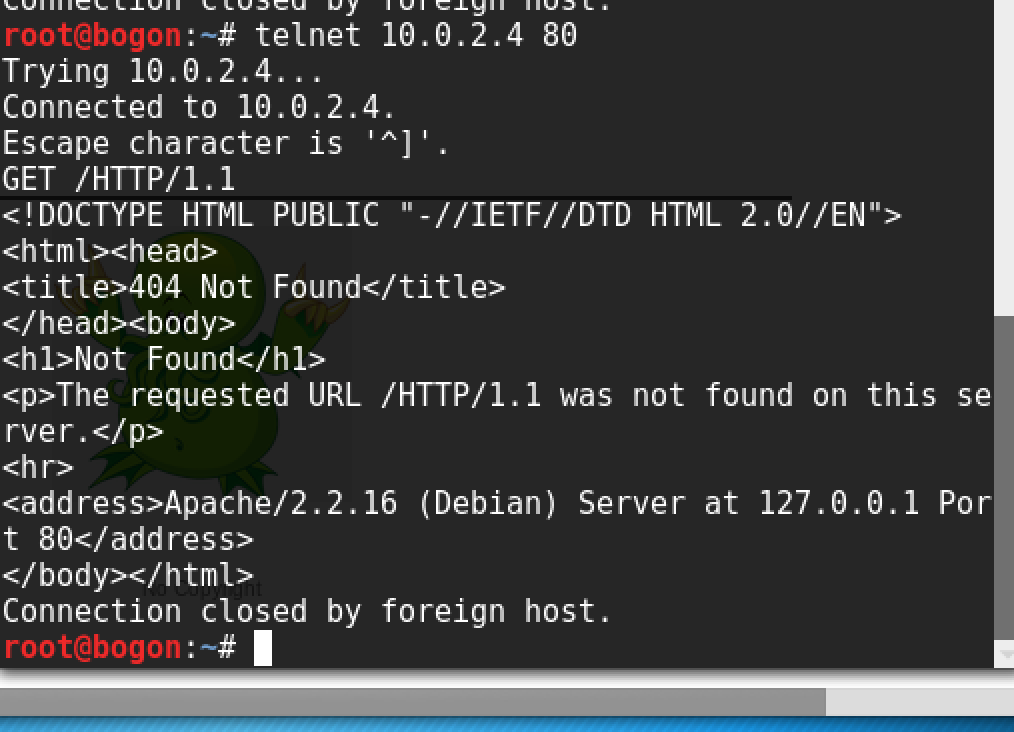 Connection closed by foreign host.
root@bogon:~# telnet 10.0.2.4 80
Trying 10.0.2.4...
Connected to 10.0.2.4.
Escape character is '^]'.
GET /HTTP/1.1
<!DOCTYPE HTML PUBLIC "-//IETF//DTD HTML 2.0//EN">
<html><head>
<title>404 Not Found</title>
</head><body>
<h1>Not Found</h1>
<p>The requested URL /HTTP/1.1 was not found on this se
rver.</p>
<hr>
<address>Apache/2.2.16 (Debian) Server at 127.0.0.1 Por
t 80</address>
</body></html>
No Copyright
Connection closed by foreign host.
root@bogon:~#